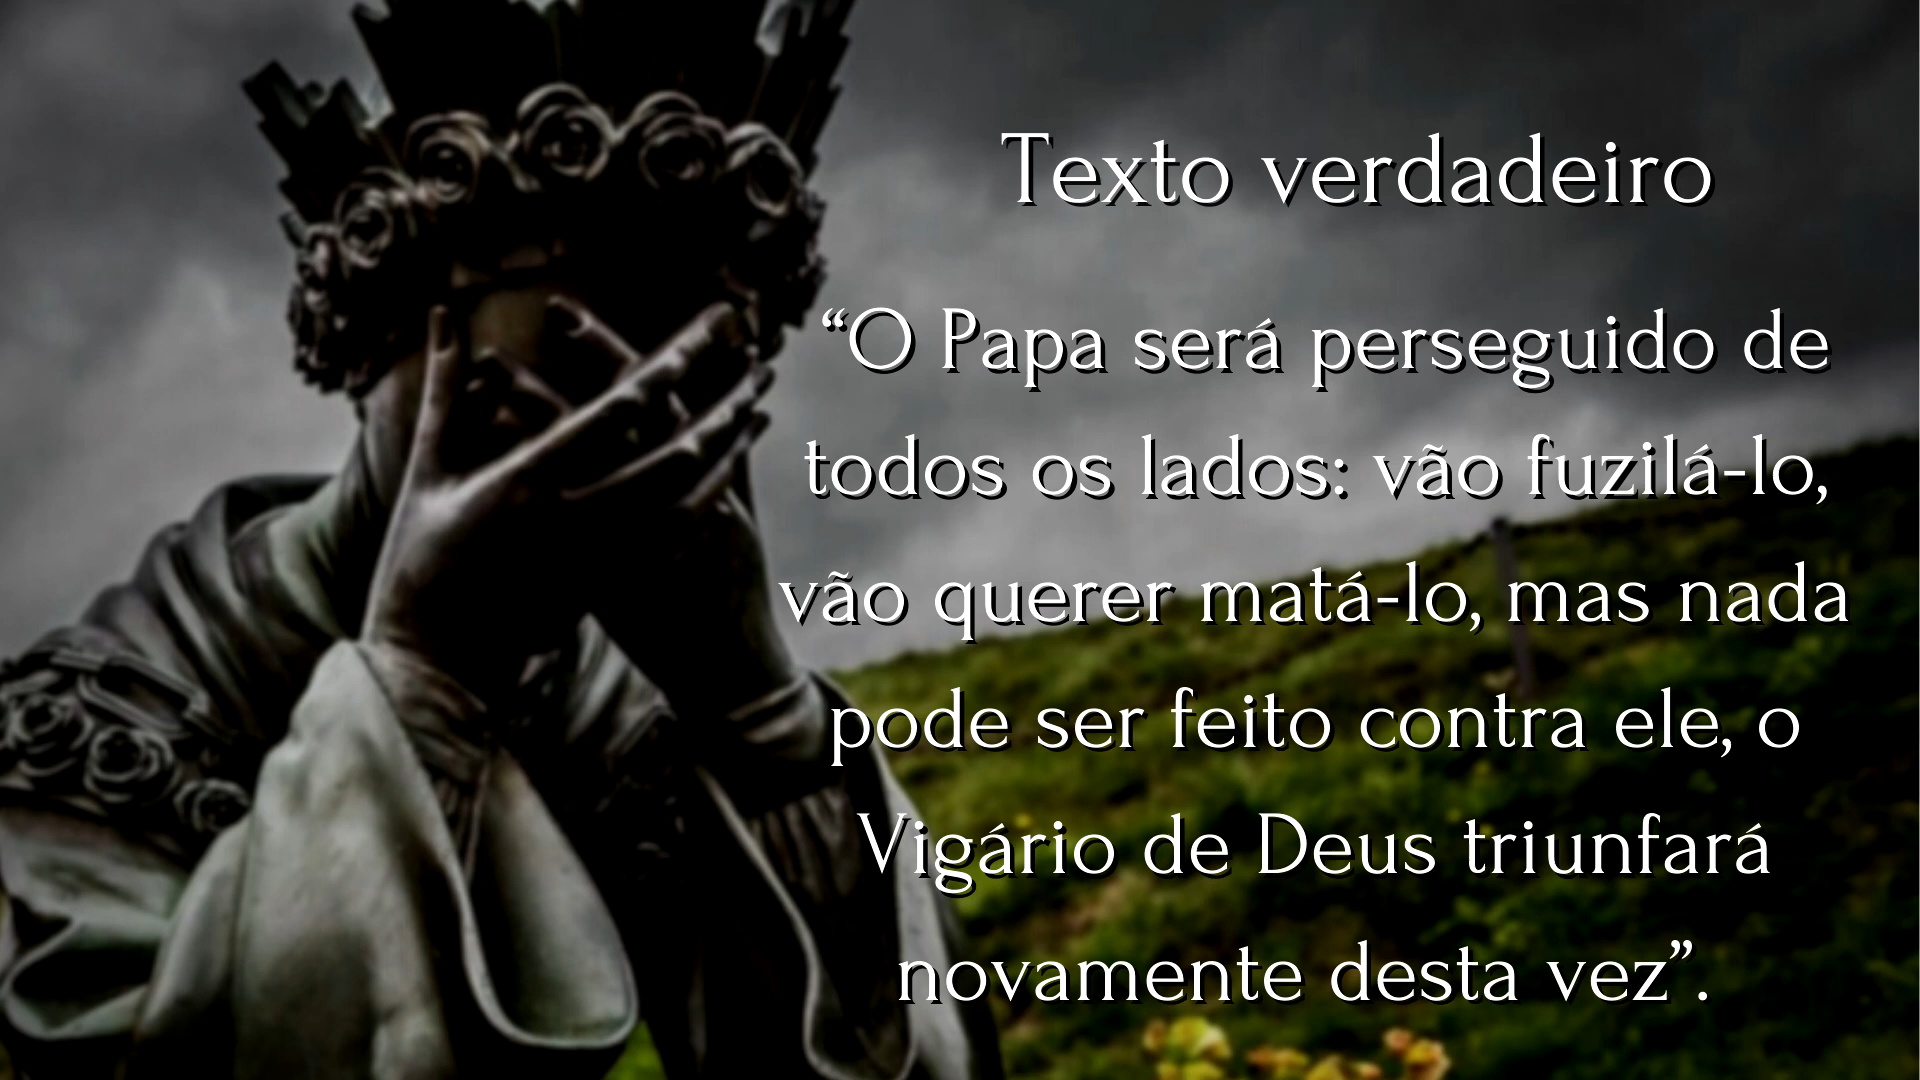 Texto verdadeiro
“O Papa será perseguido de
todos os lados: vão fuzilá-lo,
vão querer matá-lo, mas nada
pode ser feito contra ele, o
Vigário de Deus triunfará
novamente desta vez”.